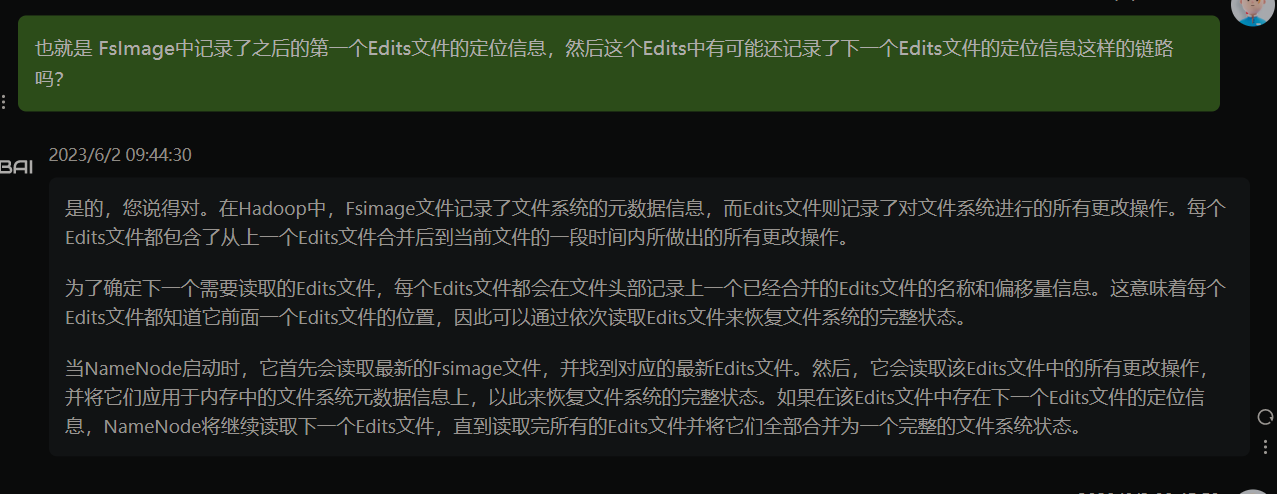 也就是 FsImage中记录了之后的第一个Edits文件的定位信息，然后这个Edits中有可能还记录了下一个Edits文件的定位信息这样的链路
吗？
2023/6/2 09:44:30
BAI
是的，您说得对。在Hadoop中，Fsimage文件记录了文件系统的元数据信息，而Edits文件则记录了对文件系统进行的所有更改操作。每个
Edits文件都包含了从上一个Edits文件合并后到当前文件的一段时间内所做出的所有更改操作。
为了确定下一个需要读取的Edits文件，每个Edits文件都会在文件头部记录上一个已经合并的Edits文件的名称和偏移量信息。这意味着每个
Edits文件都知道它前面一个Edits文件的位置，因此可以通过依次读取Edits文件来恢复文件系统的完整状态。
当NameNode启动时，它首先会读取最新的Fsimage文件，并找到对应的最新Edits文件。然后，它会读取该Edits文件中的所有更改操作，
并将它们应用于内存中的文件系统元数据信息上，以此来恢复文件系统的完整状态。如果在该Edits文件中存在下一个Edits文件的定位信
息，NameNode将继续读取下一个Edits文件，直到读取完所有的Edits文件并将它们全部合并为一个完整的文件系统状态。